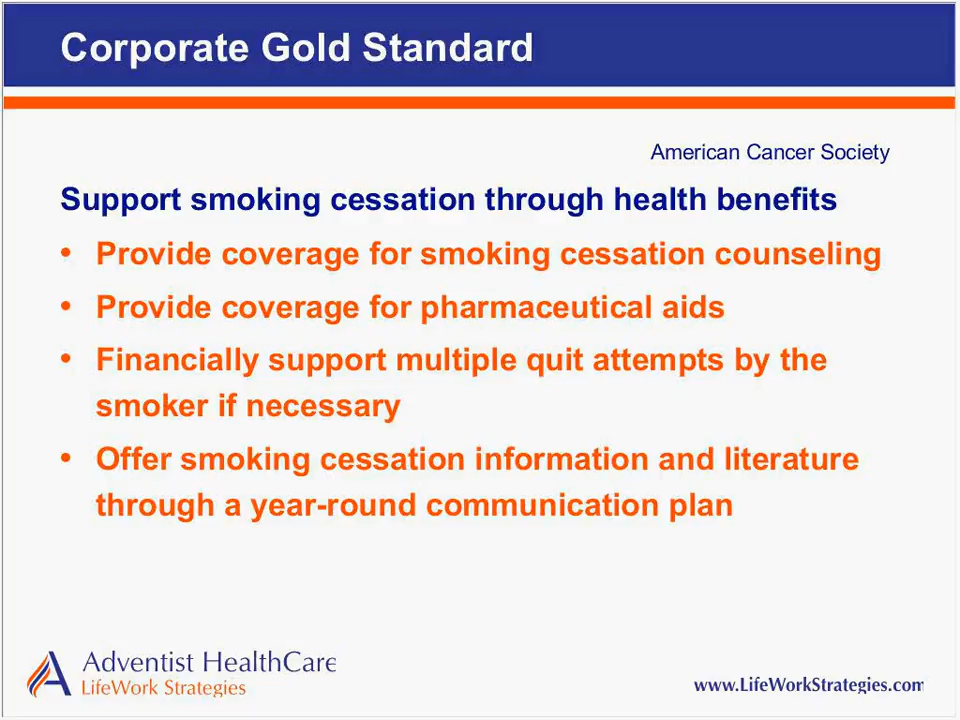 Corporate Gold Standard
American Cancer Society
Support smoking cessation through health benefits
• Provide coverage for smoking cessation counseling
• Provide coverage for pharmaceutical aids
• Financially support multiple quit attempts by the
smoker if necessary
• Offer smoking cessation information and literature
through a year-round communication plan
Adventist HealthCare
LifeWork Strategies
www.LifeWorkStrategies.com